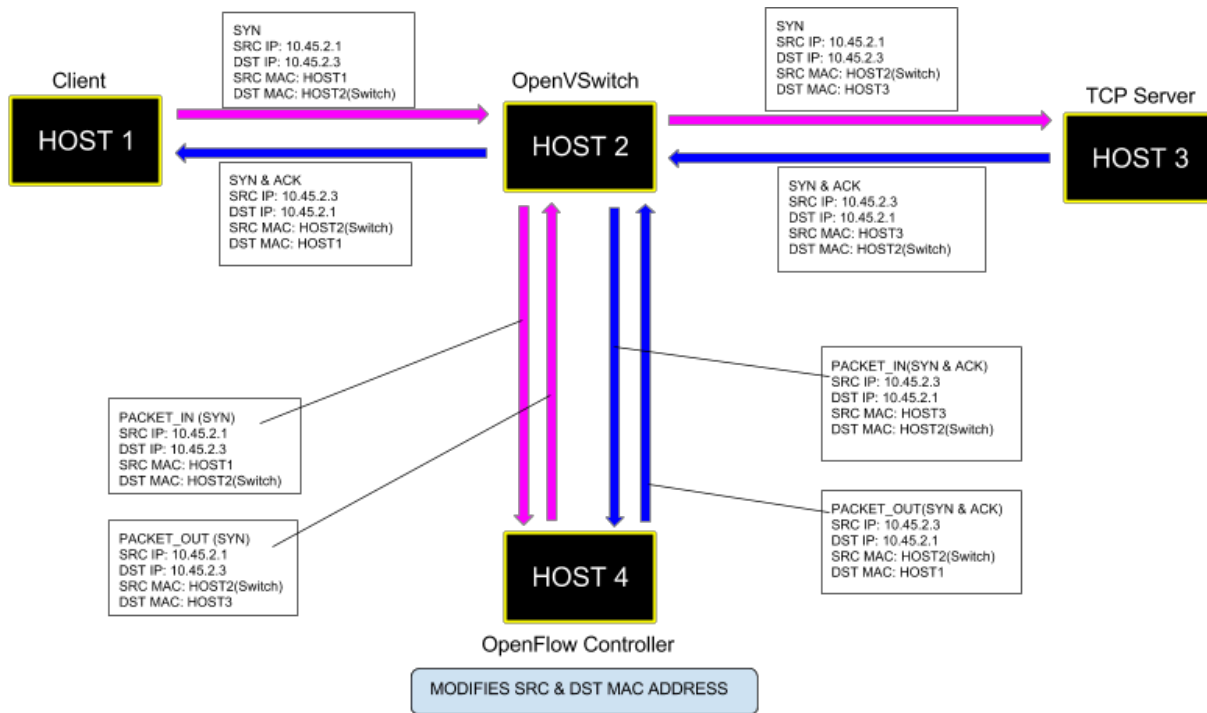 SYN
SRC IP: 10.45.2.1
DST IP: 10.45.2.3
SRC MAC: HOST1
DST MAC: HOST2(Switch)
SYN
SRC IP: 10.45.2.1
DST IP: 10.45.2.3
SRC MAC: HOST2(Switch)
DST MAC: HOST3
Client
OpenVSwitch
TCP Server
HOST 1
HOST 2
HOST 3
SYN & ACK
SRC IP: 10.45.2.3
DST IP: 10.45.2.1
SRC MAC: HOST2(Switch)
DST MAC: HOST1
SYN & ACK
SRC IP: 10.45.2.3
DST IP: 10.45.2.1
SRC MAC: HOST3
DST MAC: HOST2(Switch)
PACKET_IN (SYN)
SRC IP: 10.45.2.1
DST IP: 10.45.2.3
SRC MAC: HOST1
DST MAC: HOST2(Switch)
PACKET_IN(SYN & ACK)
SRC IP: 10.45.2.3
DST IP: 10.45.2.1
SRC MAC: HOST3
DST MAC: HOST2(Switch)
PACKET_OUT (SYN)
SRC IP: 10.45.2.1
DST IP: 10.45.2.3
SRC MAC: HOST2(Switch)
DST MAC: HOST3
PACKET_OUT(SYN & ACK)
SRC IP: 10.45.2.3
DST IP: 10.45.2.1
SRC MAC: HOST2(Switch)
DST MAC: HOST1
HOST 4
OpenFlow Controller
MODIFIES SRC & DST MAC ADDRESS